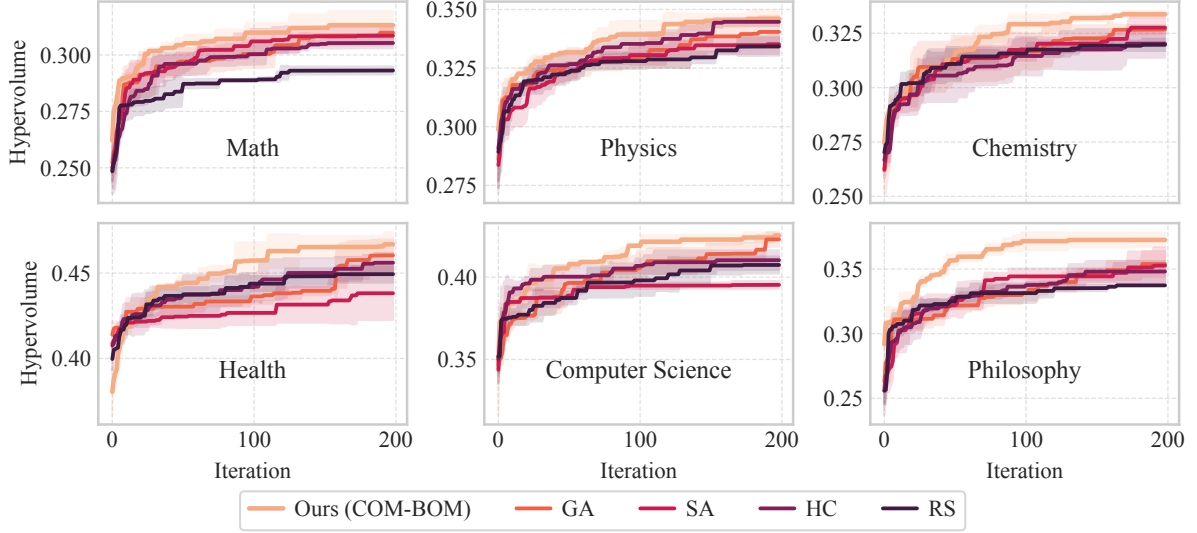 Hypervolume
0.300
0.275
0.250
Math
0.350
0.325
0.300
0.275
Physics
0.325
0.300
0.275
0.250
Chemistry
Hypervolume
0.45
0.40
Health
0.40
0.35
Computer Science
0.35
0.30
0.25
Philosophy
0 100 200
0 100 200
0 100 200
Iteration Iteration Iteration
Ours (COM-BOM) GA SA HC RS